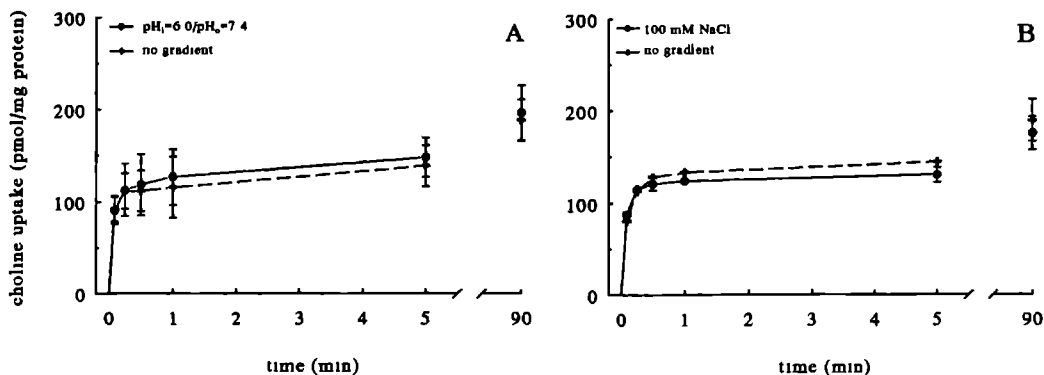 choline uptake (pmol/mg protein)
300
200
100
0
pHᵢ=6 0/pHₒ=7 4
no gradient
A
0 1 2 3 4 5 90
time (min)
300
200
100
0
100 mM NaCl
no gradient
B
0 1 2 3 4 5 90
time (min)